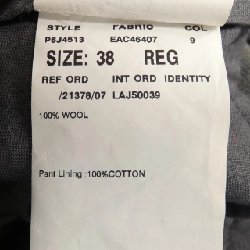 STYLE FABRIC COL
P8J4513 EAC46407 9
SIZE: 38 REG
REF ORD INT ORD IDENTITY
/21378/07 LAJ50039
100% WOOL
Pant Lining :100%COTTON